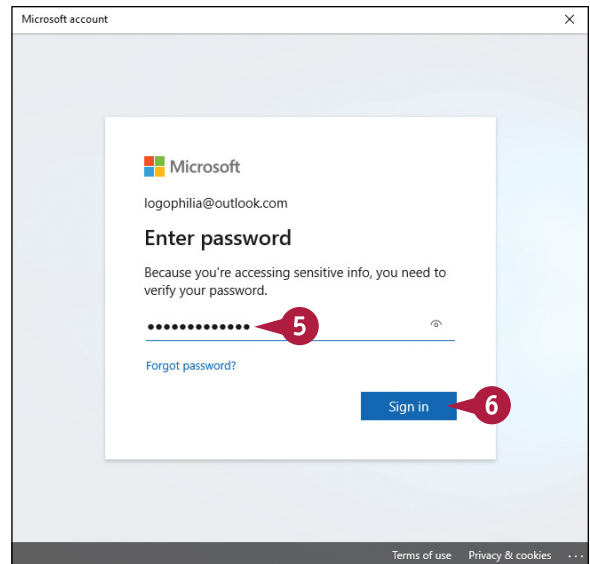 Microsoft account
Microsoft
logophilia@outlook.com
Enter password
Because you're accessing sensitive info, you need to
verify your password.
5
Forgot password?
Sign in
6
Terms of use Privacy & cookies ...